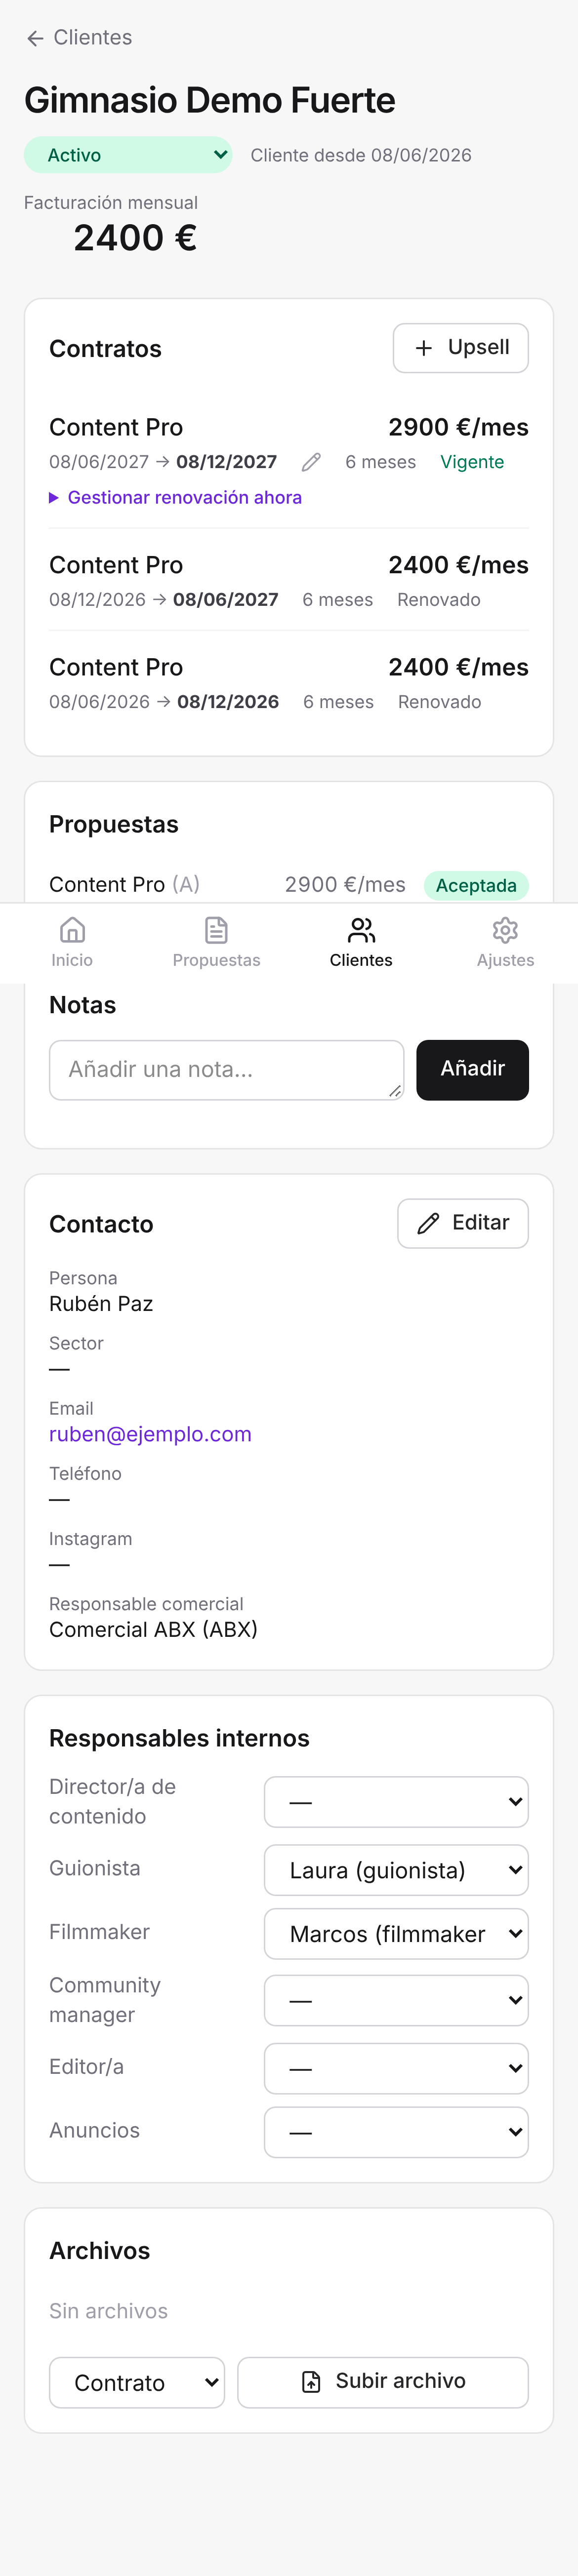 ← Clientes
Gimnasio Demo Fuerte
Activo Cliente desde 08/06/2026
Facturación mensual
2400 €
Contratos + Upsell
Content Pro 2900 €/mes
08/06/2027 → 08/12/2027 6 meses Vigente
▶ Gestionar renovación ahora
Content Pro 2400 €/mes
08/12/2026 → 08/06/2027 6 meses Renovado
Content Pro 2400 €/mes
08/06/2026 → 08/12/2026 6 meses Renovado
Propuestas
Content Pro (A) 2900 €/mes Aceptada
Inicio Propuestas Clientes Ajustes
Notas
Añadir una nota... Añadir
Contacto Editar
Persona
Rubén Paz
Sector
—
Email
ruben@ejemplo.com
Teléfono
—
Instagram
—
Responsable comercial
Comercial ABX (ABX)
Responsables internos
Director/a de
contenido —
Guionista Laura (guionista)
Filmmaker Marcos (filmmaker
Community
manager —
Editor/a —
Anuncios —
Archivos
Sin archivos
Contrato Subir archivo